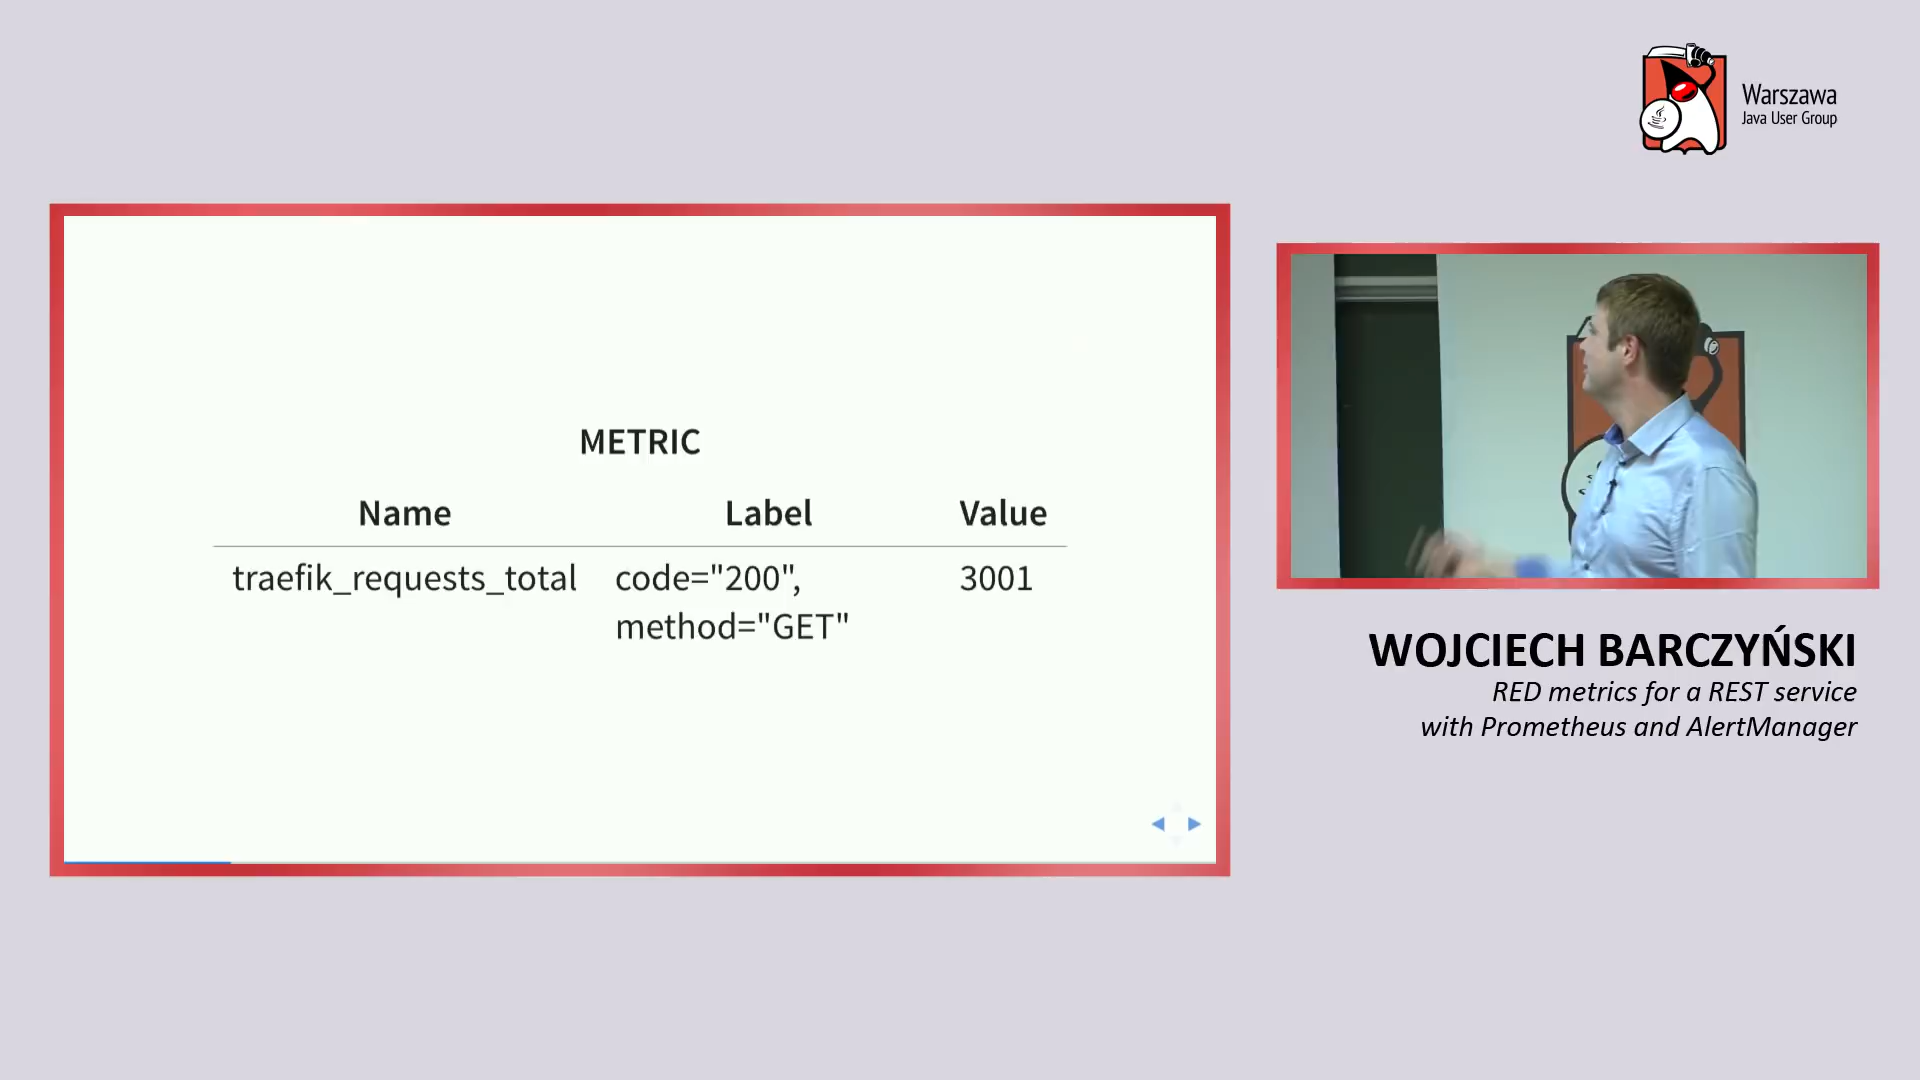 Warszawa
Java User Group
METRIC
Name Label Value
traefik_requests_total code="200", 3001
method="GET"
WOJCIECH BARCZYŃSKI
RED metrics for a REST service
with Prometheus and AlertManager